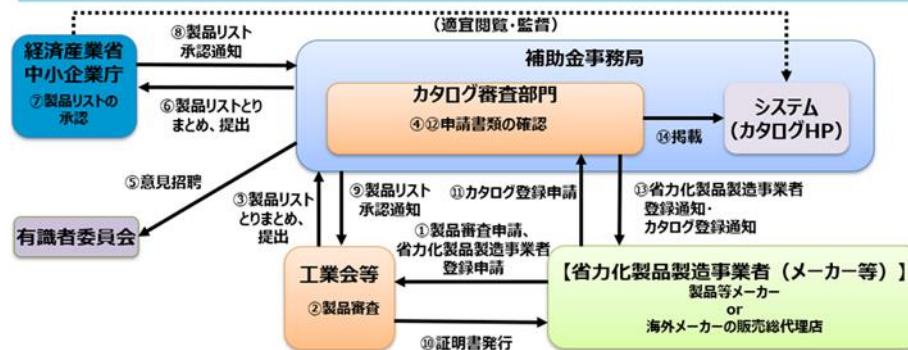 （適宜閲覧・監督）
⑧製品リスト
承認通知
経済産業省
中小企業庁
⑦製品リストの
承認
⑥製品リストとり
まとめ、提出
補助金事務局
カタログ審査部門
④⑫申請書類の確認
⑭掲載
システム
（カタログHP）
⑤意見招聘
有識者委員会
③製品リスト
とりまとめ、
提出
⑨製品リスト
承認通知
⑪カタログ登録申請
⑬省力化製品製造事業者
登録通知・
カタログ登録通知
①製品審査申請、
省力化製品製造事業者
登録申請
工業会等
②製品審査
⑩証明書発行
【省力化製品製造事業者（メーカー等）】
製品等メーカー
or
海外メーカーの販売総代理店